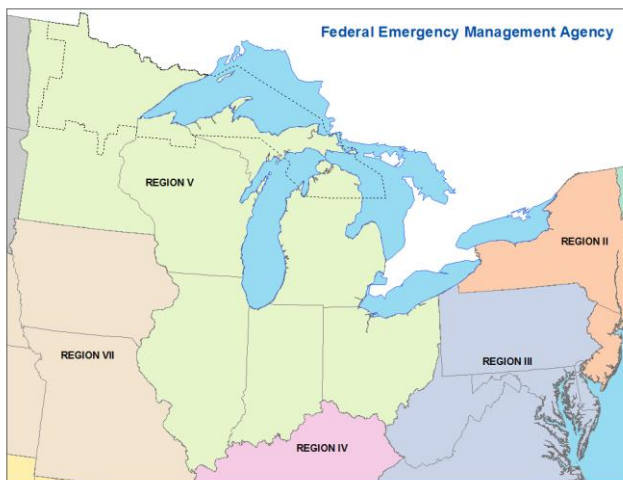 Federal Emergency Management Agency
REGION V
REGION II
REGION VII
REGION III
REGION IV